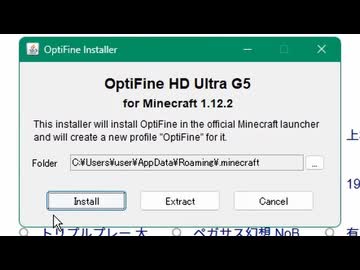 OptiFine Installer
OptiFine HD Ultra G5
for Minecraft 1.12.2
This installer will install OptiFine in the official Minecraft launcher
and will create a new profile "OptiFine" for it.
Folder C:¥Users¥user¥AppData¥Roaming¥.minecraft ...
上
19
Install Extract Cancel
トリプルプレー 大 ペガサス幻想 NoB 有